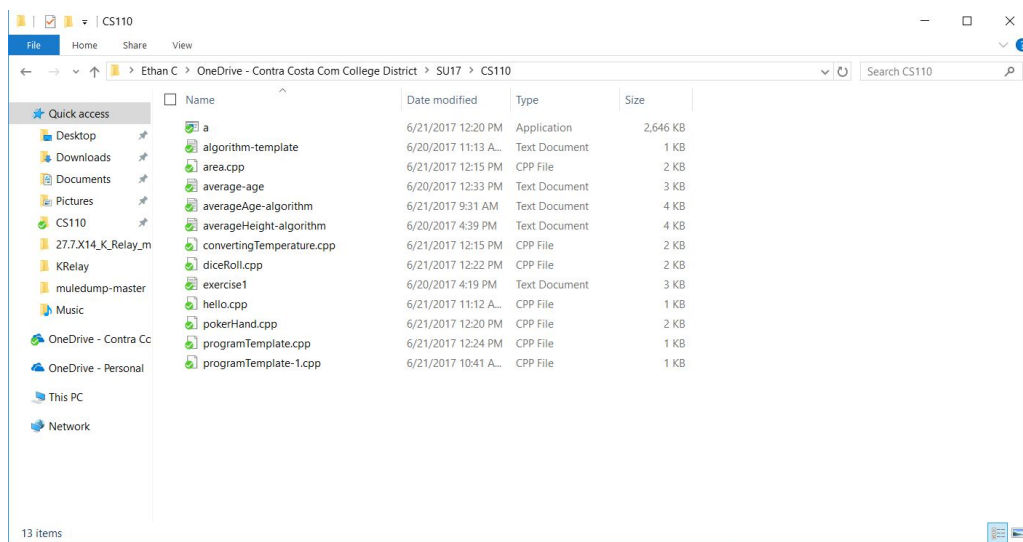 CS110
File Home Share View
Ethan C > OneDrive - Contra Costa Com College District > SU17 > CS110
Search CS110
Name Date modified Type Size
Quick access
Desktop
Downloads
Documents
Pictures
CS110
27.7.X14_K_Relay_m
KRelay
muledump-master
Music
OneDrive - Contra Cc
OneDrive - Personal
This PC
Network
a 6/21/2017 12:20 PM Application 2,646 KB
algorithm-template 6/20/2017 11:13 A... Text Document 1 KB
area.cpp 6/21/2017 12:15 PM CPP File 2 KB
average-age 6/20/2017 12:33 PM Text Document 3 KB
averageAge-algorithm 6/21/2017 9:31 AM Text Document 4 KB
averageHeight-algorithm 6/20/2017 4:39 PM Text Document 4 KB
convertingTemperature.cpp 6/21/2017 12:15 PM CPP File 2 KB
diceRoll.cpp 6/21/2017 12:22 PM CPP File 2 KB
exercise1 6/20/2017 4:19 PM Text Document 3 KB
hello.cpp 6/21/2017 11:12 A... CPP File 1 KB
pokerHand.cpp 6/21/2017 12:20 PM CPP File 2 KB
programTemplate.cpp 6/21/2017 12:24 PM CPP File 1 KB
programTemplate-1.cpp 6/21/2017 10:41 A... CPP File 1 KB
13 items